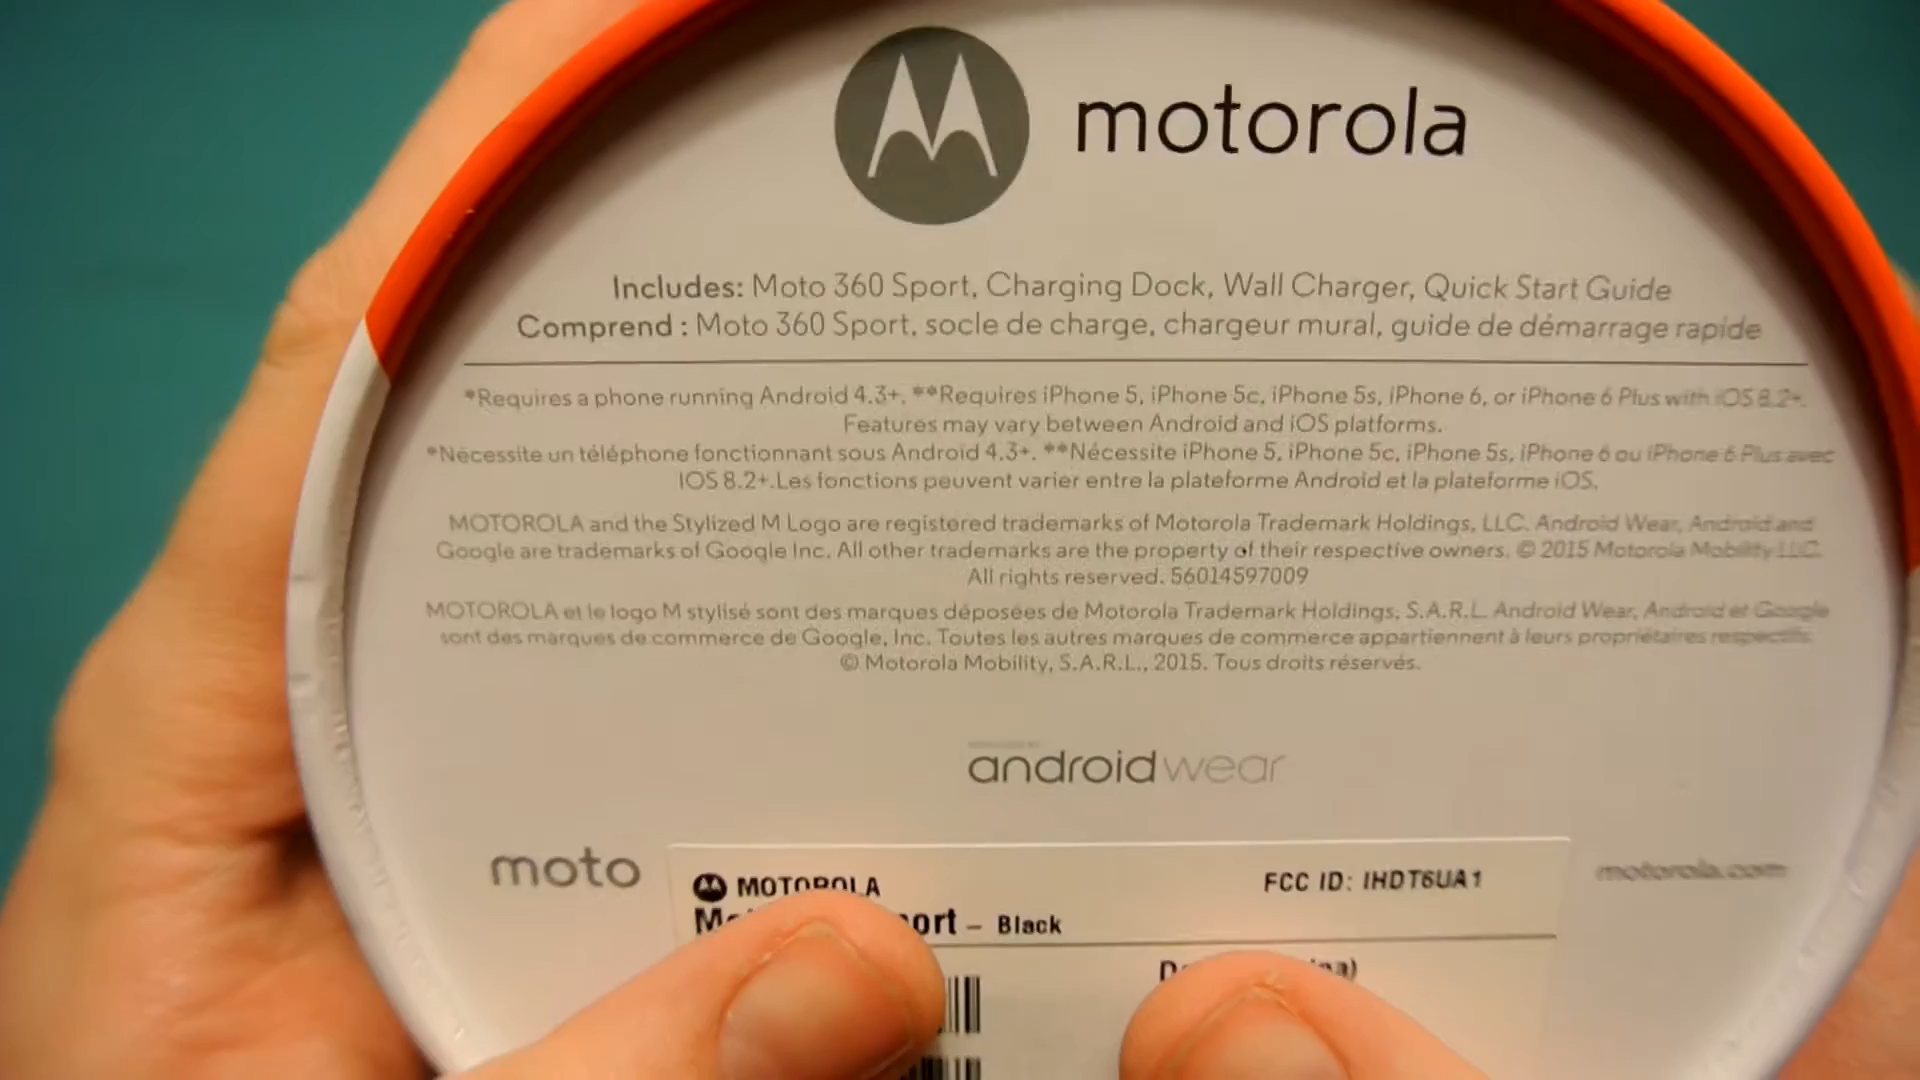 motorola
Includes: Moto 360 Sport, Charging Dock, Wall Charger, Quick Start Guide
Comprend : Moto 360 Sport, socle de charge, chargeur mural, guide de démarrage rapide
*Requires a phone running Android 4.3+. **Requires iPhone 5, iPhone 5c, iPhone 5s, iPhone 6, or iPhone 6 Plus with iOS 8.2+.
Features may vary between Android and iOS platforms.
*Nécessite un téléphone fonctionnant sous Android 4.3+. **Nécessite iPhone 5, iPhone 5c, iPhone 5s, iPhone 6 ou iPhone 6 Plus avec
IOS 8.2+.Les fonctions peuvent varier entre la plateforme Android et la plateforme iOS.
MOTOROLA and the Stylized M Logo are registered trademarks of Motorola Trademark Holdings, LLC. Android Wear, Android and
Google are trademarks of Google Inc. All other trademarks are the property of their respective owners. © 2015 Motorola Mobility LLC.
All rights reserved. 56014597009
MOTOROLA et le logo M stylisé sont des marques déposées de Motorola Trademark Holdings, S.A.R.L. Android Wear, Android et Google
sont des marques de commerce de Google, Inc. Toutes les autres marques de commerce appartiennent à leurs propriétaires respectifs.
© Motorola Mobility, S.A.R.L., 2015. Tous droits réservés.
androidwear
moto
MOTOROLA FCC ID: IHDT6UA1
motorola.com
– Black